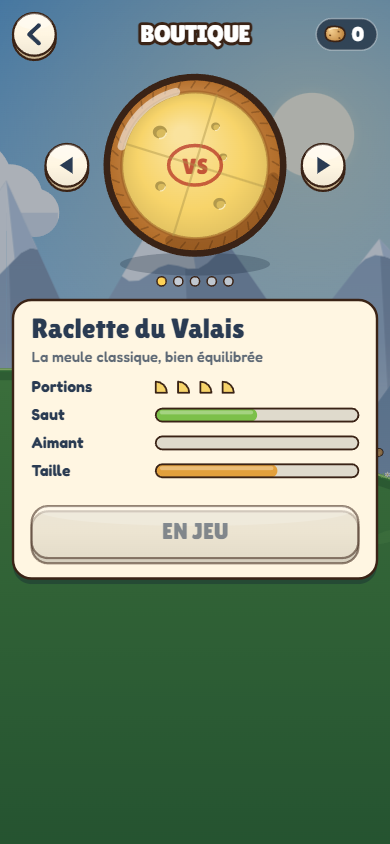 BOUTIQUE
0
VS
Raclette du Valais
La meule classique, bien équilibrée
Portions
Saut
Aimant
Taille
EN JEU